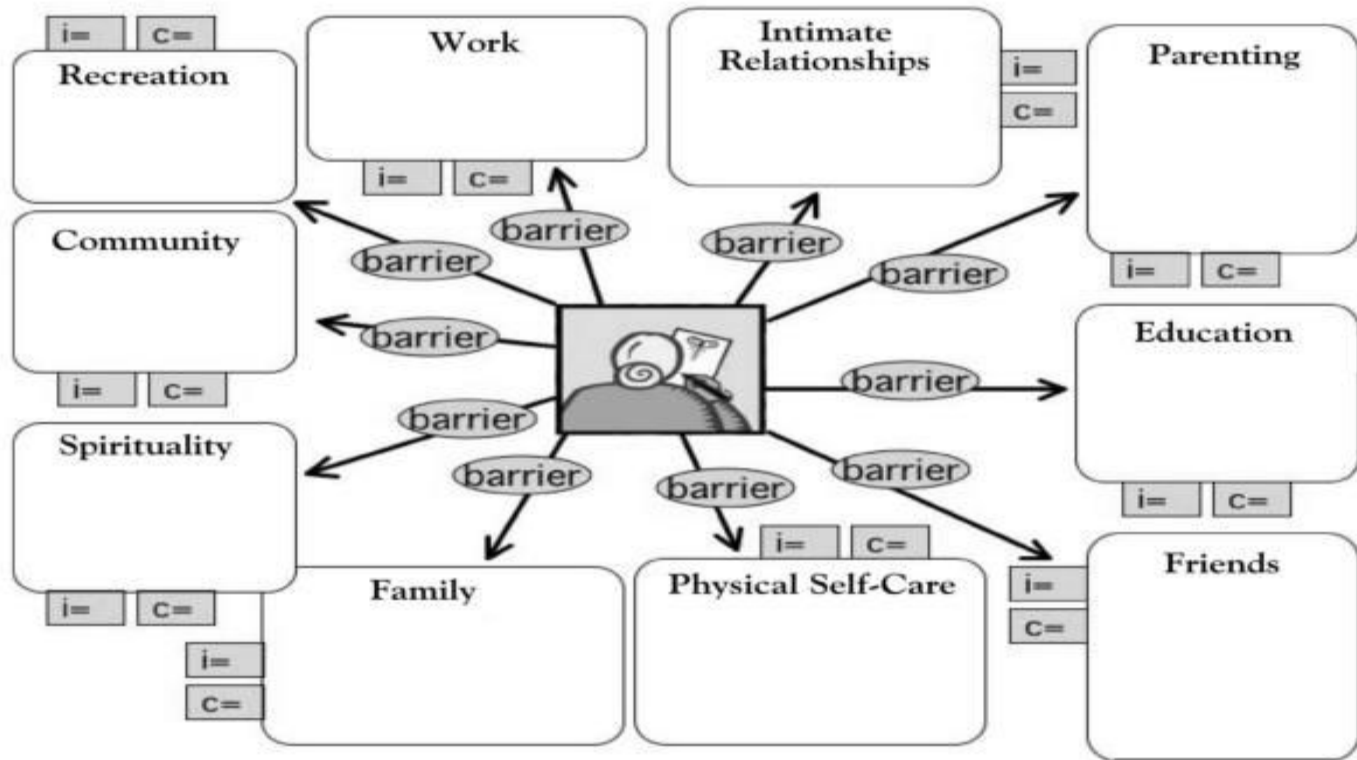 i= c=
Recreation
Work
i= c=
Intimate
Relationships
i=
c=
Parenting
i= c=
barrier
barrier
barrier
barrier
Community
i= c=
barrier
barrier
Education
i= c=
Spirituality
i= c=
barrier
barrier
barrier
barrier
Family
i=
c=
i= c=
Physical Self-Care
Friends
i=
c=